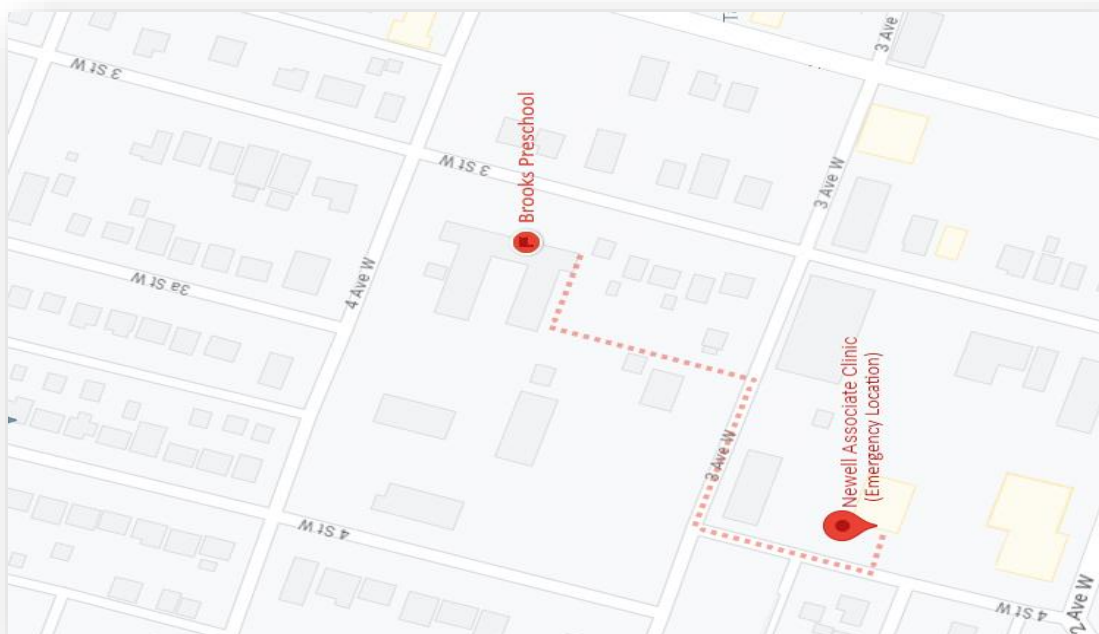 3 St W
3 Ave
Brooks Preschool
3 St W
3 Ave W
3a St W
4 Ave W
Newell Associate Clinic
(Emergency Location)
3 Ave W
4 St W
4 St W
2 Ave W